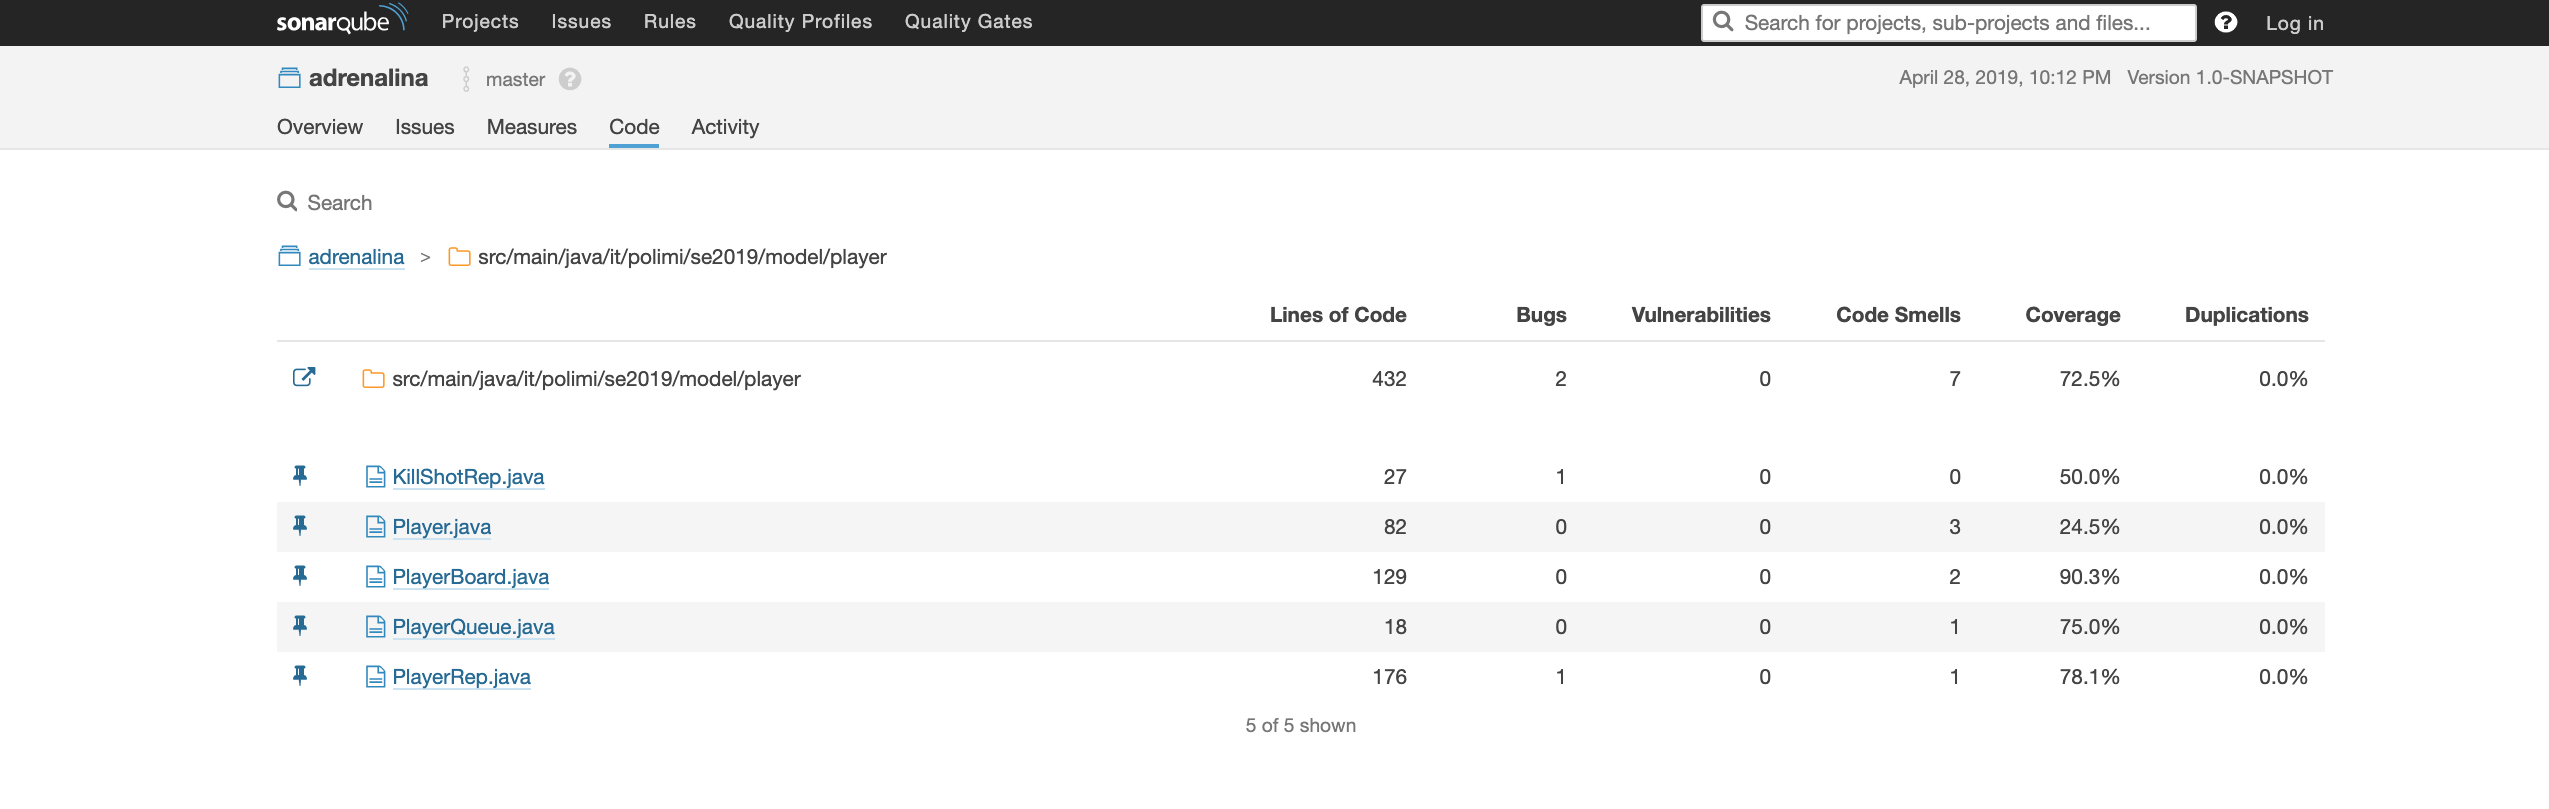 sonarqube Projects Issues Rules Quality Profiles Quality Gates Search for projects, sub-projects and files... ? Log in
adrenalina master ? April 28, 2019, 10:12 PM Version 1.0-SNAPSHOT
Overview Issues Measures Code Activity
Search
adrenalina > src/main/java/it/polimi/se2019/model/player
Lines of Code Bugs Vulnerabilities Code Smells Coverage Duplications
src/main/java/it/polimi/se2019/model/player 432 2 0 7 72.5% 0.0%
KillShotRep.java 27 1 0 0 50.0% 0.0%
Player.java 82 0 0 3 24.5% 0.0%
PlayerBoard.java 129 0 0 2 90.3% 0.0%
PlayerQueue.java 18 0 0 1 75.0% 0.0%
PlayerRep.java 176 1 0 1 78.1% 0.0%
5 of 5 shown